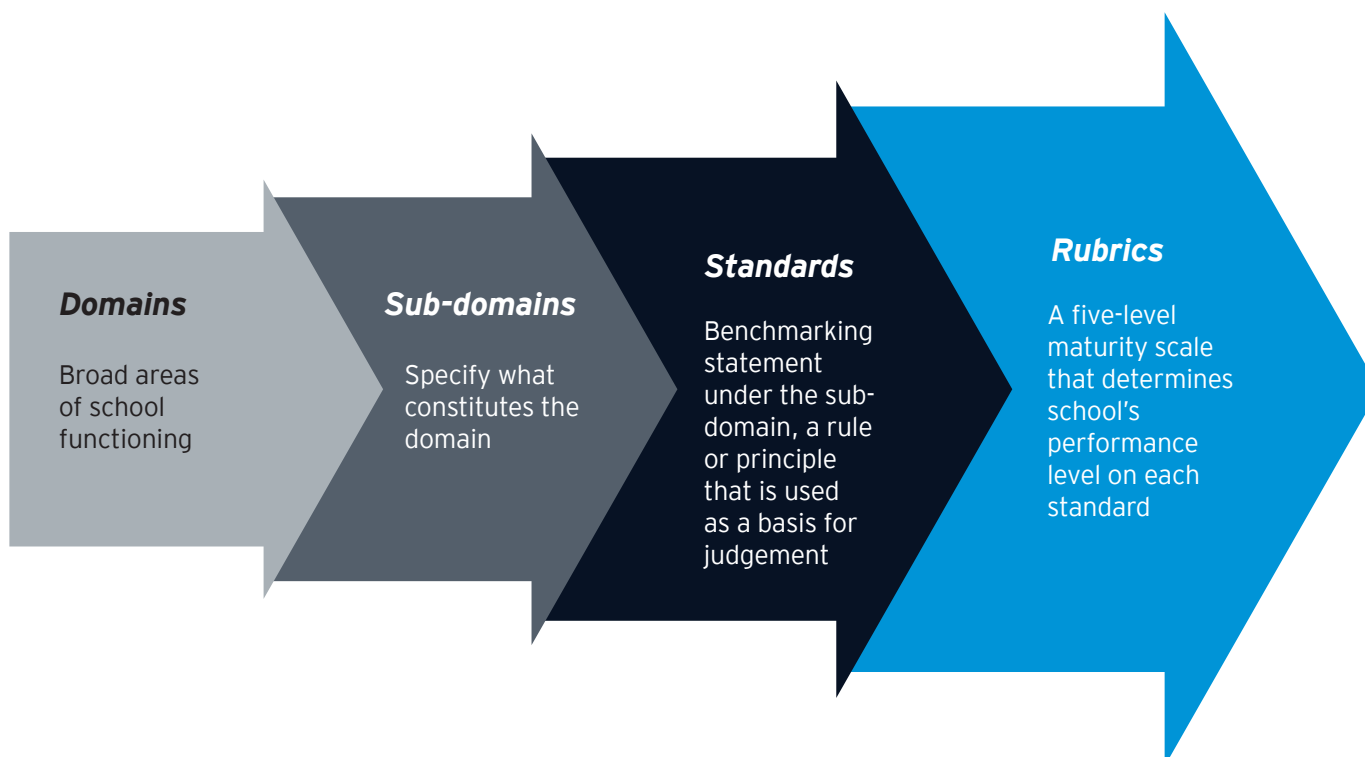 Domains
Broad areas
of school
functioning
Sub-domains
Specify what
constitutes the
domain
Standards
Benchmarking
statement
under the sub-
domain, a rule
or principle
that is used
as a basis for
judgement
Rubrics
A five-level
maturity scale
that determines
school's
performance
level on each
standard